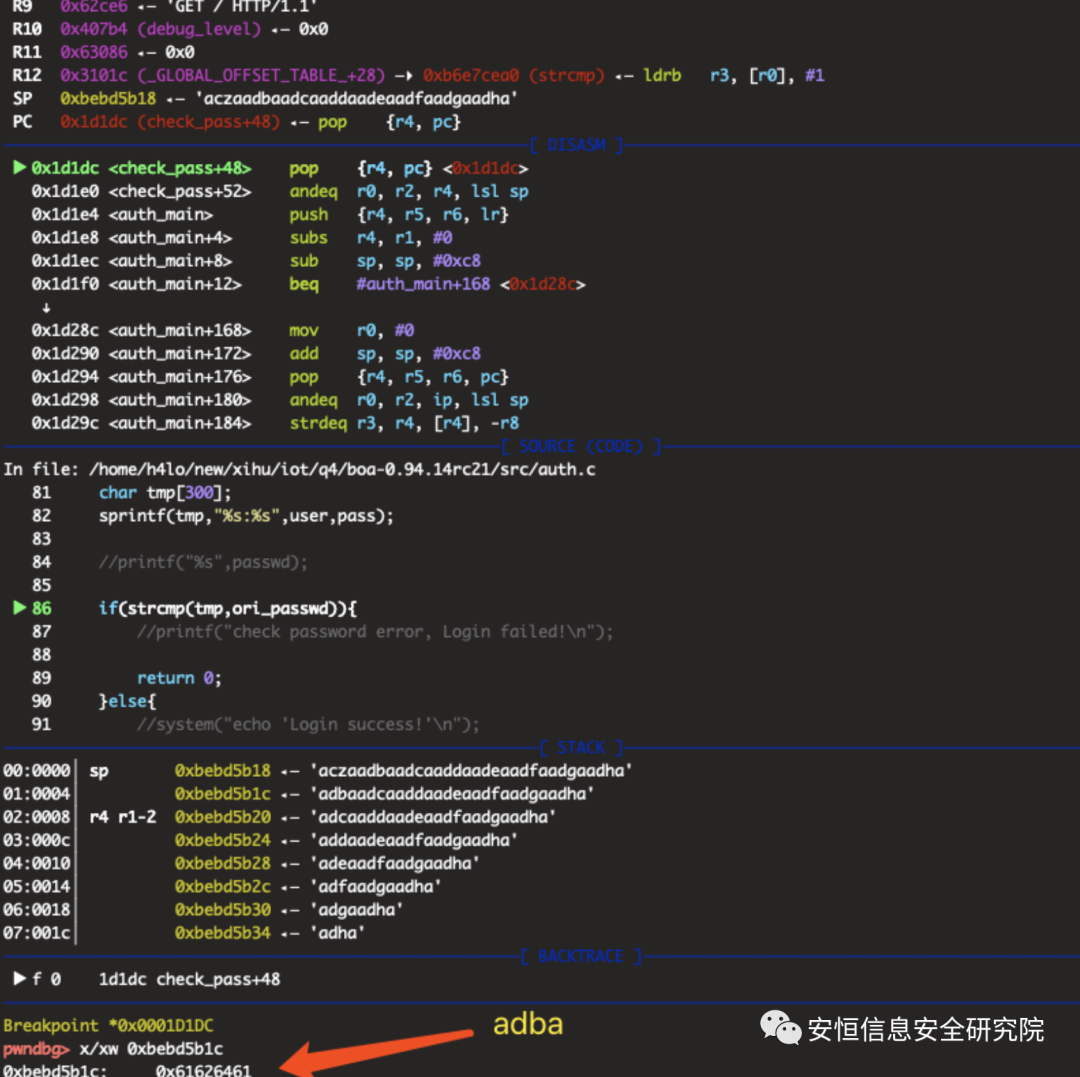 R9 0x62ce6 ◂— 'GET / HTTP/1.1'
R10 0x407b4 (debug_level) ◂— 0x0
R11 0x63086 ◂— 0x0
R12 0x3101c (_GLOBAL_OFFSET_TABLE_+28) —▸ 0xb6e7cea0 (strcmp) ◂— ldrb r3, [r0], #1
SP 0xbebd5b18 ◂— 'aczaadbaadcaaddaadeaadfaadgaadha'
PC 0x1d1dc (check_pass+48) ◂— pop {r4, pc}
[ DISASM ]
▶ 0x1d1dc <check_pass+48> pop {r4, pc} <0x1d1dc>
0x1d1e0 <check_pass+52> andeq r0, r2, r4, lsl sp
0x1d1e4 <auth_main> push {r4, r5, r6, lr}
0x1d1e8 <auth_main+4> subs r4, r1, #0
0x1d1ec <auth_main+8> sub sp, sp, #0xc8
0x1d1f0 <auth_main+12> beq #auth_main+168 <0x1d28c>
↓
0x1d28c <auth_main+168> mov r0, #0
0x1d290 <auth_main+172> add sp, sp, #0xc8
0x1d294 <auth_main+176> pop {r4, r5, r6, pc}
0x1d298 <auth_main+180> andeq r0, r2, ip, lsl sp
0x1d29c <auth_main+184> strdeq r3, r4, [r4], -r8
[ SOURCE (CODE) ]
In file: /home/h4lo/new/xihu/iot/q4/boa-0.94.14rc21/src/auth.c
81 char tmp[300];
82 sprintf(tmp,"%s:%s",user,pass);
83
84 //printf("%s",passwd);
85
▶ 86 if(strcmp(tmp,ori_passwd)){
87 //printf("check password error, Login failed!\n");
88
89 return 0;
90 }else{
91 //system("echo 'Login success!'\n");
[ STACK ]
00:0000│ sp 0xbebd5b18 ◂— 'aczaadbaadcaaddaadeaadfaadgaadha'
01:0004│ 0xbebd5b1c ◂— 'adbaadcaaddaadeaadfaadgaadha'
02:0008│ r4 r1-2 0xbebd5b20 ◂— 'adcaaddaadeaadfaadgaadha'
03:000c│ 0xbebd5b24 ◂— 'addaadeaadfaadgaadha'
04:0010│ 0xbebd5b28 ◂— 'adeaadfaadgaadha'
05:0014│ 0xbebd5b2c ◂— 'adfaadgaadha'
06:0018│ 0xbebd5b30 ◂— 'adgaadha'
07:001c│ 0xbebd5b34 ◂— 'adha'
[ BACKTRACE ]
▶ f 0 1d1dc check_pass+48
Breakpoint *0x0001D1DC
adba
安恒信息安全研究院
pwndbg> x/xw 0xbebd5b1c
0xbebd5b1c: 0x61626461